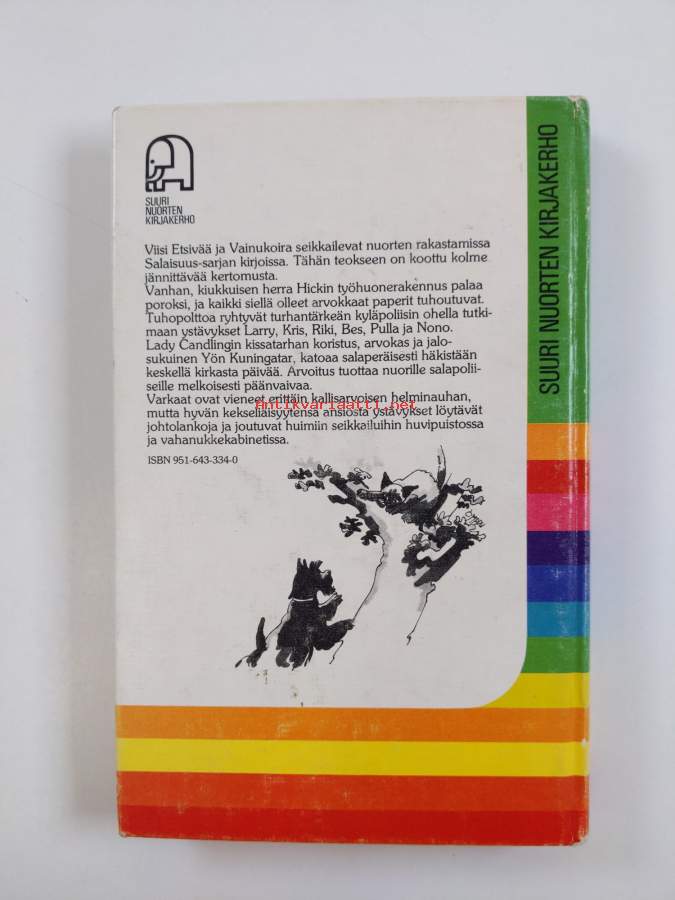 SUURI
NUORTEN
KIRJAKERHO
Viisi Etsivää ja Vainukoira seikkailevat nuorten rakastamissa
Salaisuus-sarjan kirjoissa. Tähän teokseen on koottu kolme
jännittävää kertomusta.
Vanhan, kiukkuisen herra Hickin työhuonerakennus palaa
poroksi, ja kaikki siellä olleet arvokkaat paperit tuhoutuvat.
Tuhopolttoa ryhtyvät turhantärkeän kyläpoliisin ohella tutki-
maan ystävykset Larry, Kris, Riki, Bes, Pulla ja Nono.
Lady Candlingin kissatarhan koristus, arvokas ja jalo-
sukuinen Yön Kuningatar, katoaa salaperäisesti häkistään
keskellä kirkasta päivää. Arvoitus tuottaa nuorille salapolii-
seille melkoisesti päänvaivaa.
Varkaat ovat vieneet erittäin kallisarvoisen helminauhan,
mutta hyvän kekseliäisyytensä ansiosta ystävykset löytävät
johtolankoja ja joutuvat huimiin seikkailuihin huvipuistossa
ja vahanukkekabinetissa.
ISBN 951-643-334-0
SUURI NUORTEN KIRJAKERHO
Antikvariaatti.net